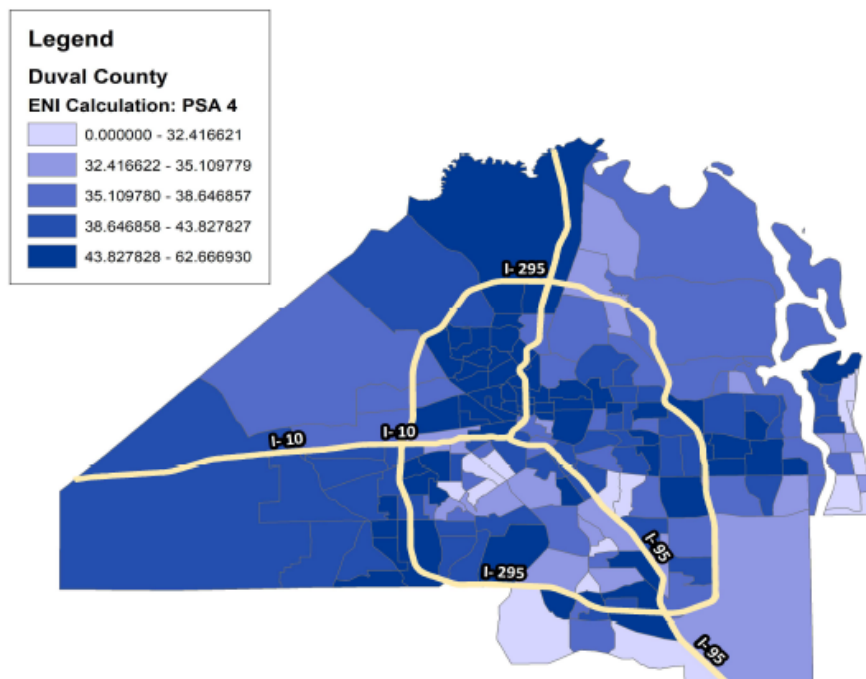 Legend
Duval County
ENI Calculation: PSA 4
0.000000 - 32.416621
32.416622 - 35.109779
35.109780 - 38.646857
38.646858 - 43.827827
43.827828 - 62.666930
I- 295
I- 10
I- 10
I- 95
I- 295
I- 95